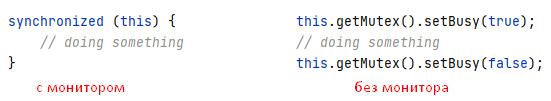 synchronized (this) {
    // doing something
}
с монитором
this.getMutex().setBusy(true);
// doing something
this.getMutex().setBusy(false);
без монитора